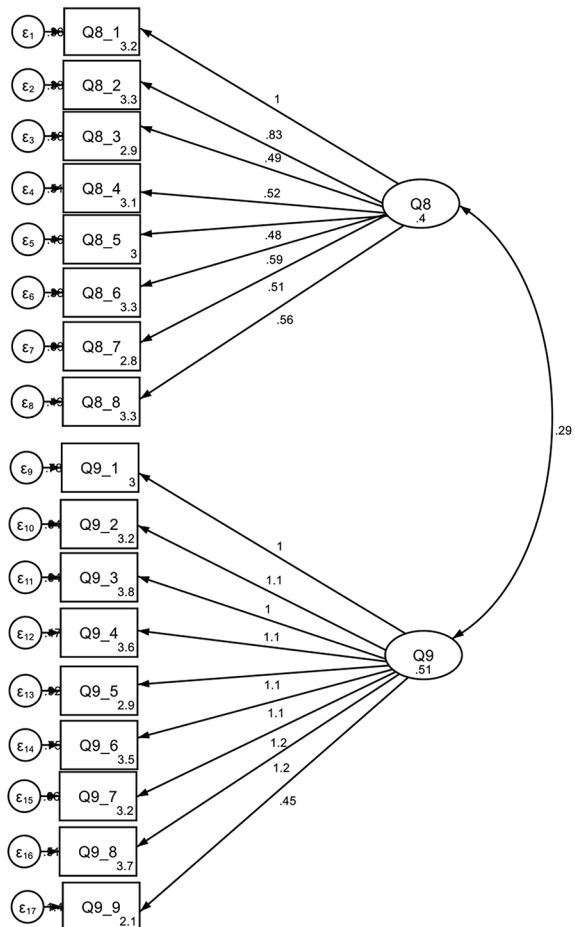 ε1
Q8_1
3.2
ε2
Q8_2
3.3
ε3
Q8_3
2.9
ε4
Q8_4
3.1
ε5
Q8_5
3
ε6
Q8_6
3.3
ε7
Q8_7
2.8
ε8
Q8_8
3.3
1
.83
.49
.52
.48
.59
.51
.56
Q8
.4
.29
ε9
Q9_1
3
ε10
Q9_2
3.2
ε11
Q9_3
3.8
ε12
Q9_4
3.6
ε13
Q9_5
2.9
ε14
Q9_6
3.5
ε15
Q9_7
3.2
ε16
Q9_8
3.7
ε17
Q9_9
2.1
1
1.1
1
1.1
1.1
1.1
1.2
1.2
.45
Q9
.51